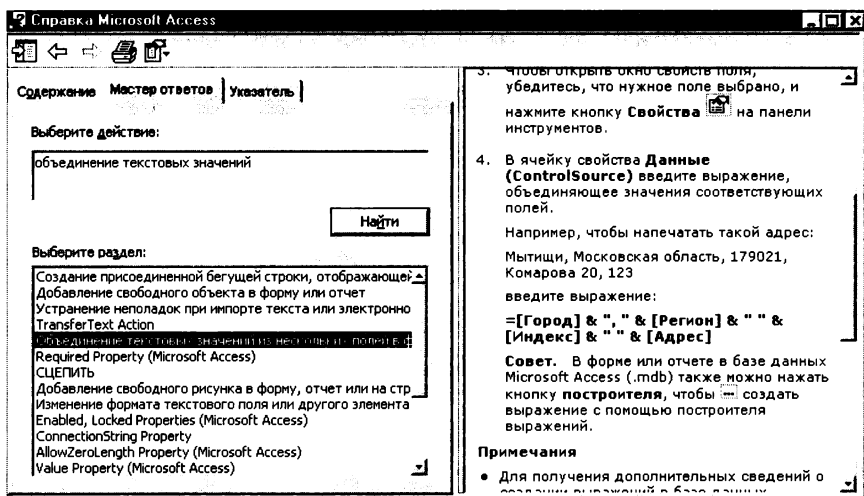 Справка Microsoft Access
Содержание Мастер ответов Указатель
Выберите действие:
объединение текстовых значений
Найти
Выберите раздел:
Создание присоединенной бегущей строки, отображающей
Добавление свободного объекта в форму или отчет
Устранение неполадок при импорте текста или электронно
TransferText Action
Объединение текстовых значений из нескольких полей в ф
Required Property (Microsoft Access)
СЦЕПИТЬ
Добавление свободного рисунка в форму, отчет или на стр
Изменение формата текстового поля или другого элемента
Enabled, Locked Properties (Microsoft Access)
ConnectionString Property
AllowZeroLength Property (Microsoft Access)
Value Property (Microsoft Access)
3. Чтобы открыть окно свойств поля,
убедитесь, что нужное поле выбрано, и
нажмите кнопку Свойства на панели
инструментов.
4. В ячейку свойства Данные
(ControlSource) введите выражение,
объединяющее значения соответствующих
полей.
Например, чтобы напечатать такой адрес:
Мытищи, Московская область, 179021,
Комарова 20, 123
введите выражение:
=[Город] & ", " & [Регион] & " " &
[Индекс] & " " & [Адрес]
Совет. В форме или отчете в базе данных
Microsoft Access (.mdb) также можно нажать
кнопку построителя, чтобы создать
выражение с помощью построителя
выражений.
Примечания
• Для получения дополнительных сведений о
создании выражений в базе данных